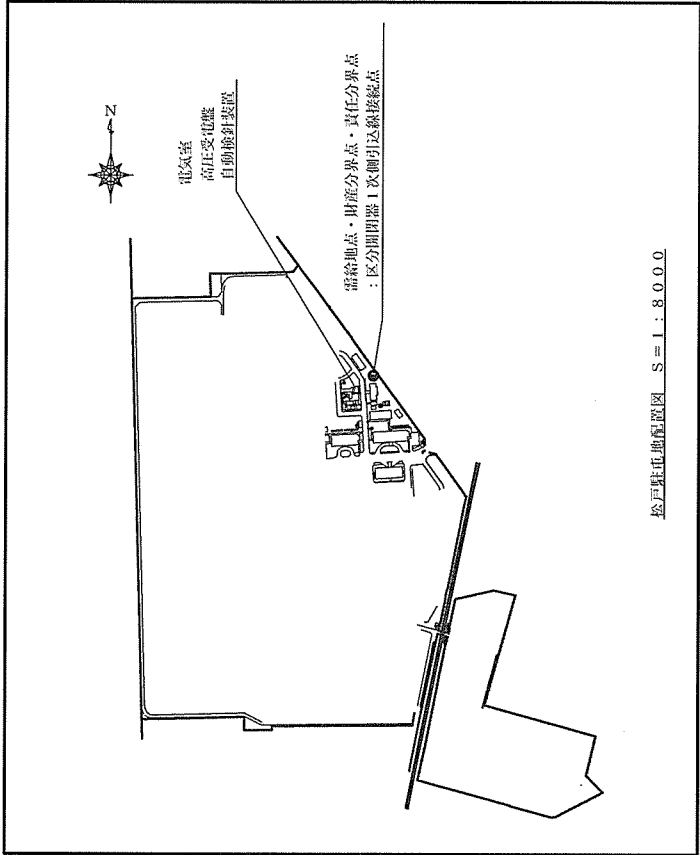 N
電気室
高圧受電盤
自動検針装置
需給地点・財産分界点・責任分界点
：区分開閉器１次側引込線接続点
松戸駐屯地配置図 Ｓ＝１：８０００